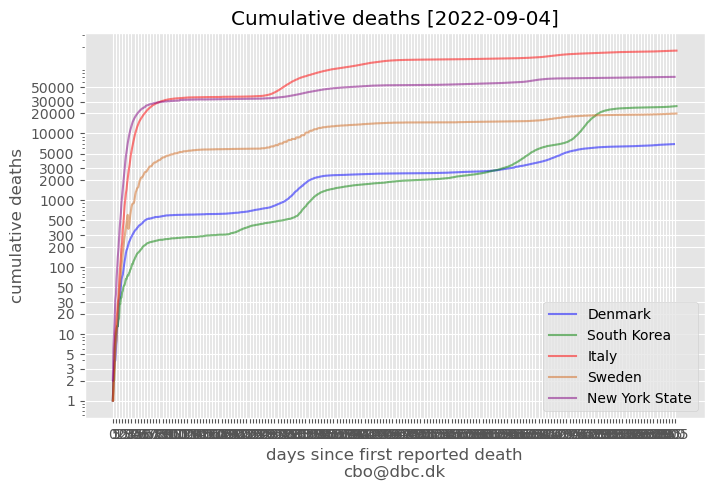 Cumulative deaths [2022-09-04]
cumulative deaths
50000
30000
20000
10000
5000
3000
2000
1000
500
300
200
100
50
30
20
10
5
3
2
1
Denmark
South Korea
Italy
Sweden
New York State
days since first reported death
cbo@dbc.dk